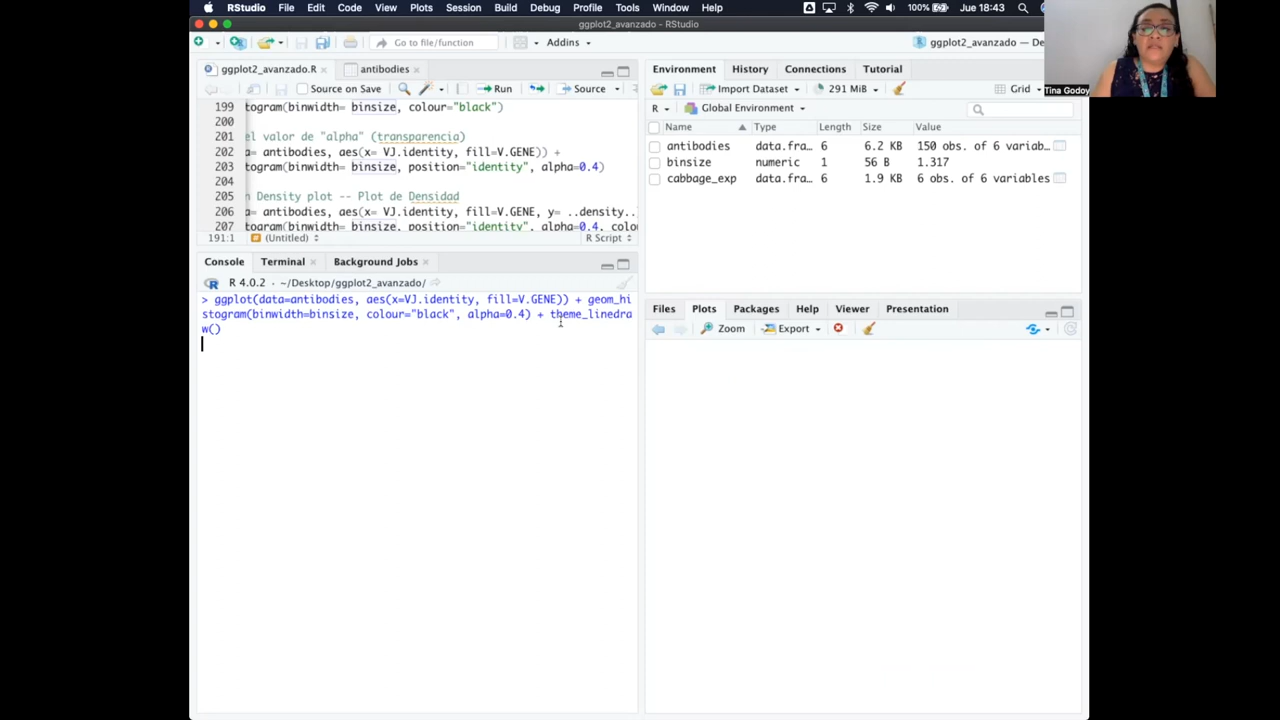 RStudio File Edit Code View Plots Session Build Debug Profile Tools Window Help 100% Jue 18:43
ggplot2_avanzado - RStudio
Go to file/function Addins ggplot2_avanzado — De
ggplot2_avanzado.R antibodies
Source on Save Run Source
199 togram(binwidth= binsize, colour="black")
200
201 el valor de "alpha" (transparencia)
202 a= antibodies, aes(x= VJ.identity, fill=V.GENE)) +
203 togram(binwidth= binsize, position="identity", alpha=0.4)
204
205 n Density plot -- Plot de Densidad
206 a= antibodies, aes(x= VJ.identity, fill=V.GENE, y= ..density..
207 togram(binwidth= binsize, position="identity", alpha=0.4, colou
191:1 (Untitled) R Script
Console Terminal Background Jobs
R 4.0.2 · ~/Desktop/ggplot2_avanzado/
> ggplot(data=antibodies, aes(x=VJ.identity, fill=V.GENE)) + geom_hi
stogram(binwidth=binsize, colour="black", alpha=0.4) + theme_linedra
w()
Environment History Connections Tutorial
Import Dataset 291 MiB Grid
R Global Environment
Name Type Length Size Value
antibodies data.fra… 6 6.2 KB 150 obs. of 6 variab…
binsize numeric 1 56 B 1.317
cabbage_exp data.fra… 6 1.9 KB 6 obs. of 6 variables
Files Plots Packages Help Viewer Presentation
Zoom Export
Tina Godoy